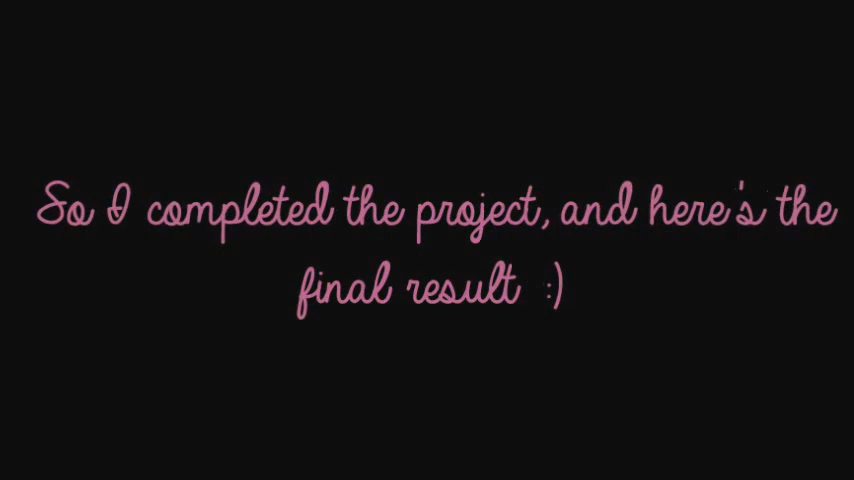 So I completed the project, and here's the
final result :)